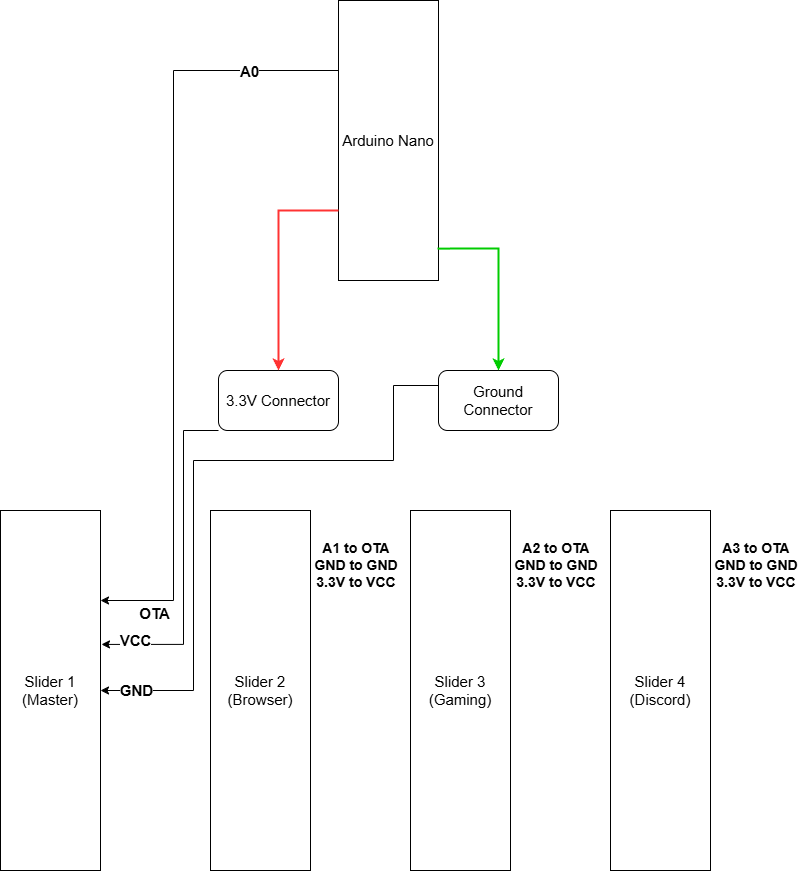 A0
Arduino Nano
3.3V Connector
Ground
Connector
A1 to OTA
GND to GND
3.3V to VCC
A2 to OTA
GND to GND
3.3V to VCC
A3 to OTA
GND to GND
3.3V to VCC
OTA
VCC
GND
Slider 1
(Master)
Slider 2
(Browser)
Slider 3
(Gaming)
Slider 4
(Discord)